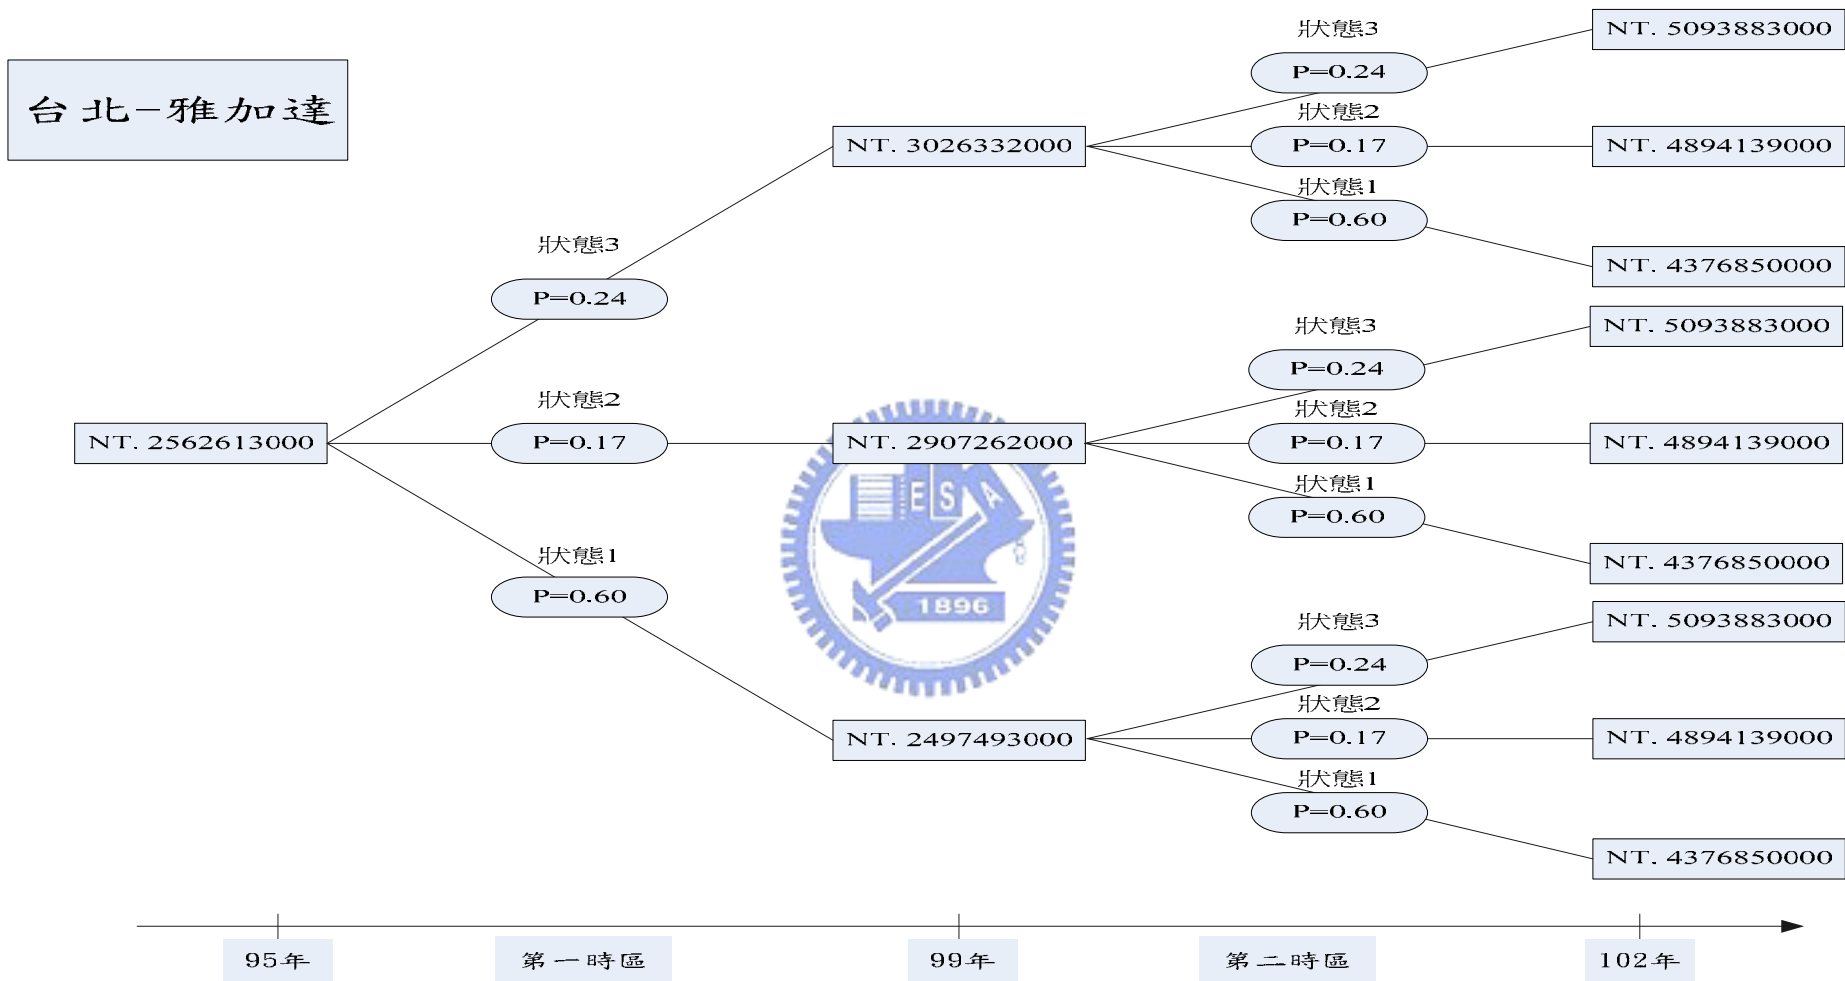 台北-雅加達
狀態3
P=0.24
NT. 5093883000
狀態2
NT. 3026332000
P=0.17
NT. 4894139000
狀態1
P=0.60
NT. 4376850000
狀態3
P=0.24
狀態3
P=0.24
NT. 5093883000
狀態2
NT. 2562613000
P=0.17
NT. 2907262000
狀態2
P=0.17
NT. 4894139000
狀態1
P=0.60
NT. 4376850000
E S A
1896
狀態1
P=0.60
狀態3
P=0.24
NT. 5093883000
狀態2
NT. 2497493000
P=0.17
NT. 4894139000
狀態1
P=0.60
NT. 4376850000
95年
第一時區
99年
第二時區
102年